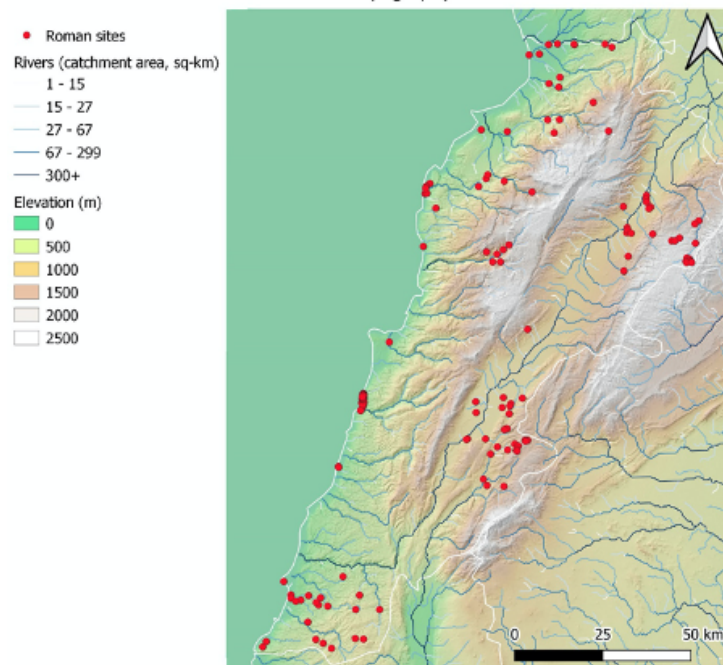 Roman sites
Rivers (catchment area, sq-km)
1 - 15
15 - 27
27 - 67
67 - 299
300+
Elevation (m)
0
500
1000
1500
2000
2500
0 25 50 km